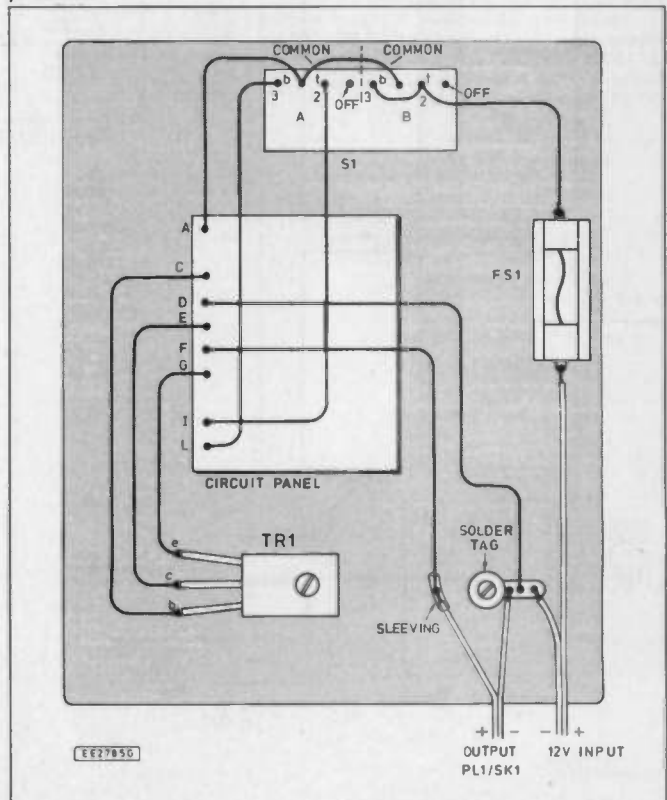 COMMON COMMON
b t b t
3 2 OFF 13 2 OFF
A B
S1
A
C
D
E
F
G
I
L
FS1
CIRCUIT PANEL
TR1
e
c
b
SOLDER
TAG
SLEEVING
+ - - +
OUTPUT 12V INPUT
PL1/SK1
EE2785G